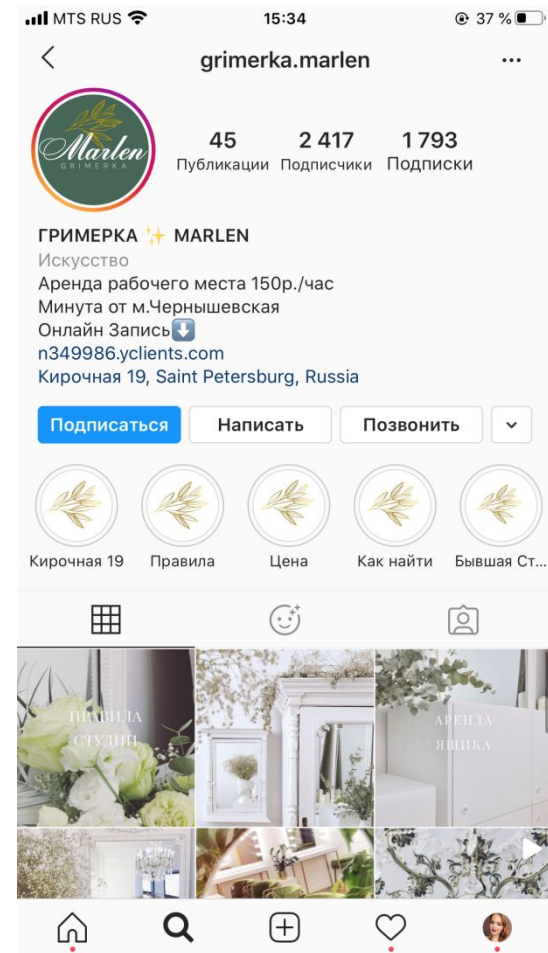 MTS RUS 15:34 37 %
grimerka.marlen
Marlen
GRIMERKA
45 2 417 1 793
Публикации Подписчики Подписки
ГРИМЕРКА ✨ MARLEN
Искусство
Аренда рабочего места 150р./час
Минута от м.Чернышевская
Онлайн Запись⬇️
n349986.yclients.com
Кирочная 19, Saint Petersburg, Russia
Подписаться Написать Позвонить
Кирочная 19 Правила Цена Как найти Бывшая Ст...
ПРАВИЛА
СТУДИИ
АРЕНДА
ЯЩИКА